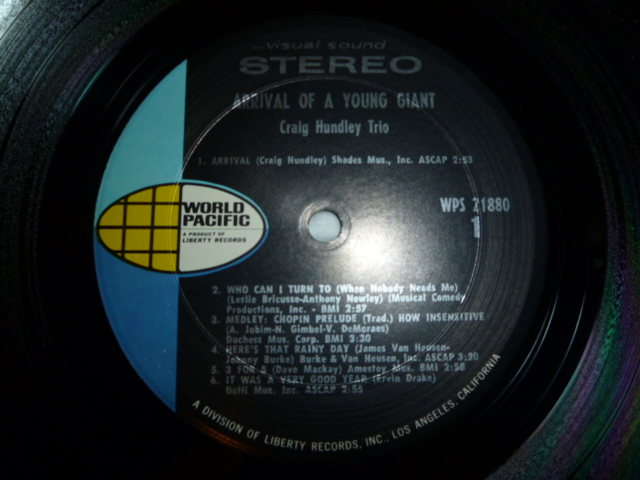 ...visual sound
STEREO
ARRIVAL OF A YOUNG GIANT
Craig Hundley Trio
1. ARRIVAL (Craig Hundley) Shades Mus., Inc. ASCAP 2:53
WPS 21880
1
WORLD
PACIFIC
A PRODUCT OF
LIBERTY RECORDS
2. WHO CAN I TURN TO (When Nobody Needs Me)
(Leslie Bricusse-Anthony Newley) (Musical Comedy
Productions, Inc. - BMI 2:57
3. MEDLEY: CHOPIN PRELUDE (Trad.) HOW INSENSITIVE
(A. Jobim-N. Gimbel-V. DeMoraes)
Duchess Mus. Corp. BMI 3:30
4. HERE'S THAT RAINY DAY (James Van Heusen-
Johnny Burke) Burke & Van Heusen, Inc. ASCAP 3:20
5. 3 FOR 5 (Dave Mackay) Amestoy Mus. BMI 2:58
6. IT WAS A VERY GOOD YEAR (Ervin Drake)
Dolfi Mus. Inc. ASCAP 2:55
A DIVISION OF LIBERTY RECORDS, INC., LOS ANGELES, CALIFORNIA